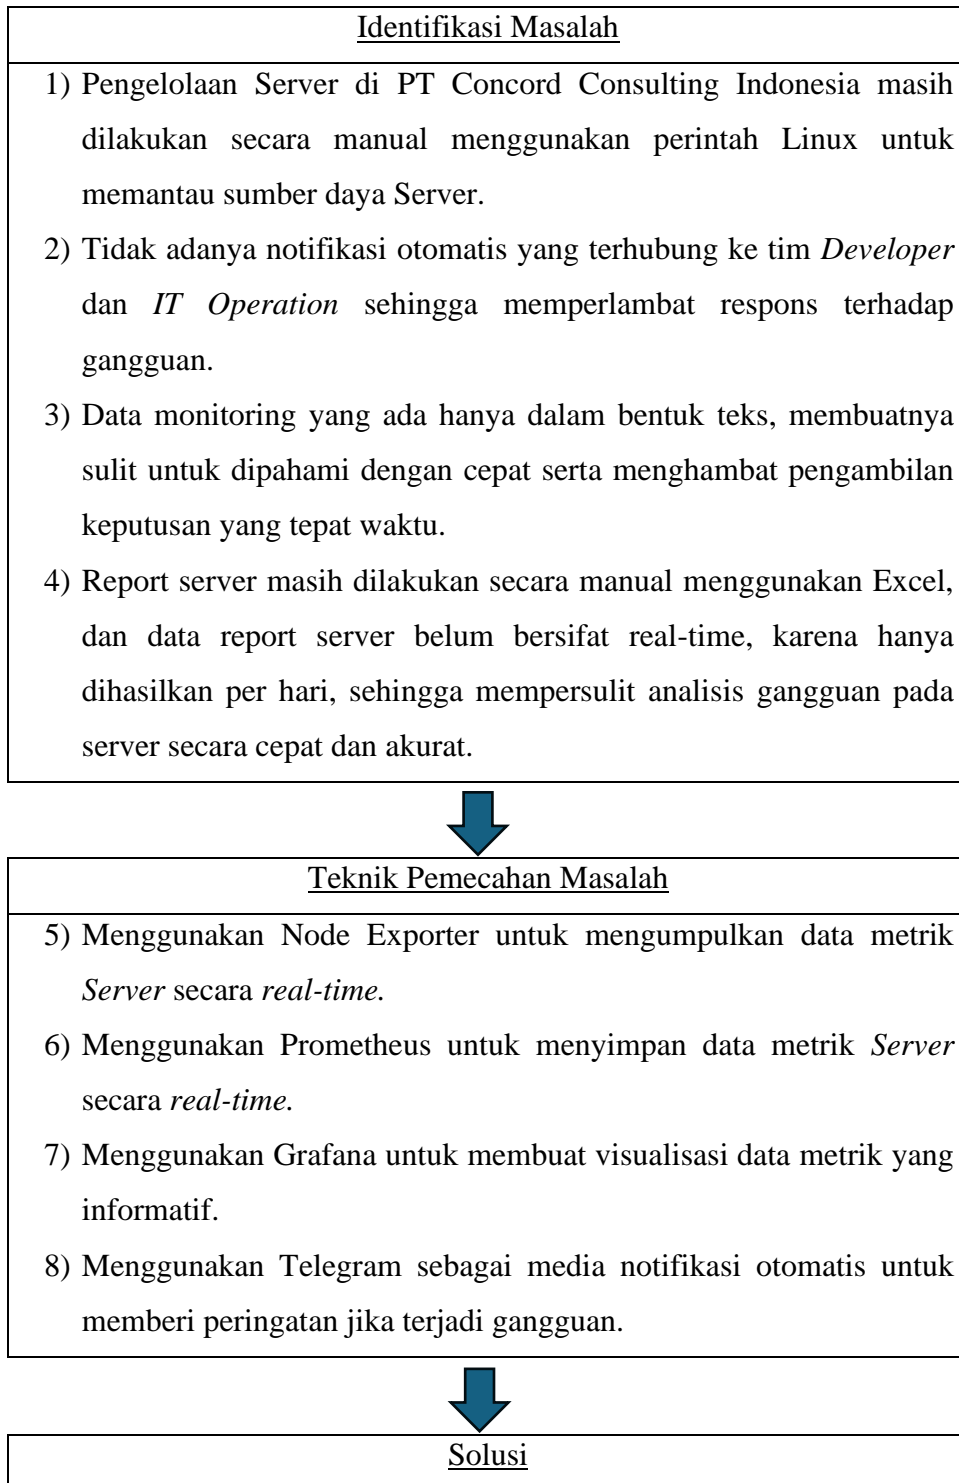 Identifikasi Masalah
1) Pengelolaan Server di PT Concord Consulting Indonesia masih
dilakukan secara manual menggunakan perintah Linux untuk
memantau sumber daya Server.
2) Tidak adanya notifikasi otomatis yang terhubung ke tim Developer
dan IT Operation sehingga memperlambat respons terhadap
gangguan.
3) Data monitoring yang ada hanya dalam bentuk teks, membuatnya
sulit untuk dipahami dengan cepat serta menghambat pengambilan
keputusan yang tepat waktu.
4) Report server masih dilakukan secara manual menggunakan Excel,
dan data report server belum bersifat real-time, karena hanya
dihasilkan per hari, sehingga mempersulit analisis gangguan pada
server secara cepat dan akurat.
Teknik Pemecahan Masalah
5) Menggunakan Node Exporter untuk mengumpulkan data metrik
Server secara real-time.
6) Menggunakan Prometheus untuk menyimpan data metrik Server
secara real-time.
7) Menggunakan Grafana untuk membuat visualisasi data metrik yang
informatif.
8) Menggunakan Telegram sebagai media notifikasi otomatis untuk
memberi peringatan jika terjadi gangguan.
Solusi